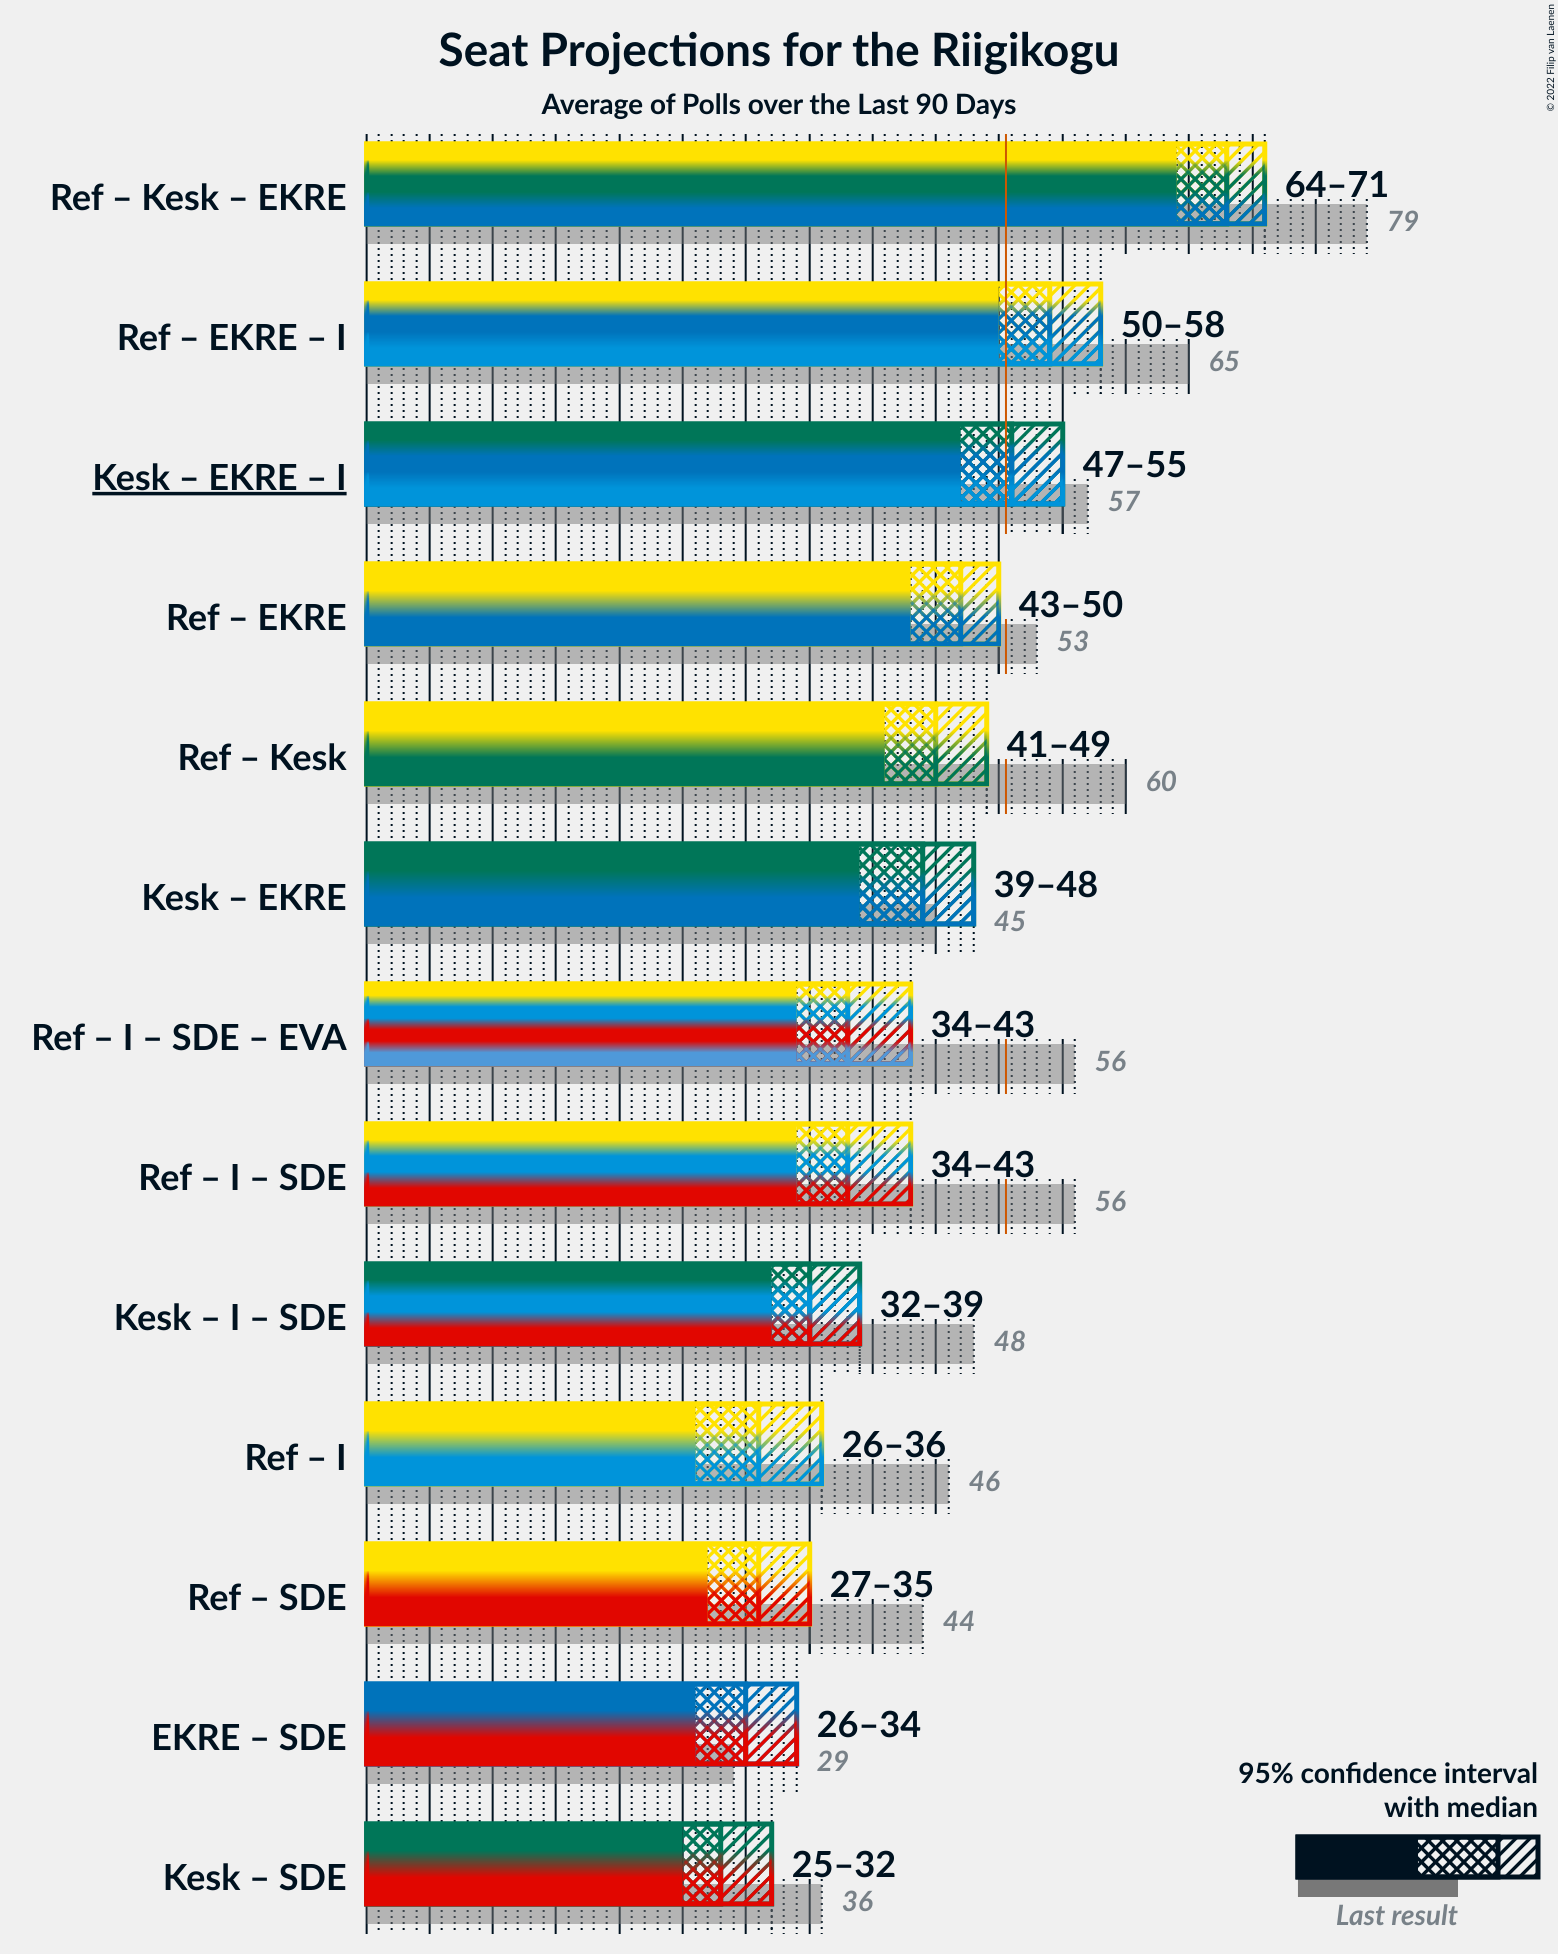 Seat Projections for the Riigikogu
Average of Polls over the Last 90 Days
© 2022 Filip van Laenen
Ref – Kesk – EKRE
64–71
79
Ref – EKRE – I
50–58
65
Kesk – EKRE – I
47–55
57
Ref – EKRE
43–50
53
Ref – Kesk
41–49
60
Kesk – EKRE
39–48
45
Ref – I – SDE – EVA
34–43
56
Ref – I – SDE
34–43
56
Kesk – I – SDE
32–39
48
Ref – I
26–36
46
Ref – SDE
27–35
44
EKRE – SDE
26–34
29
Kesk – SDE
25–32
36
95% confidence interval
with median
Last result